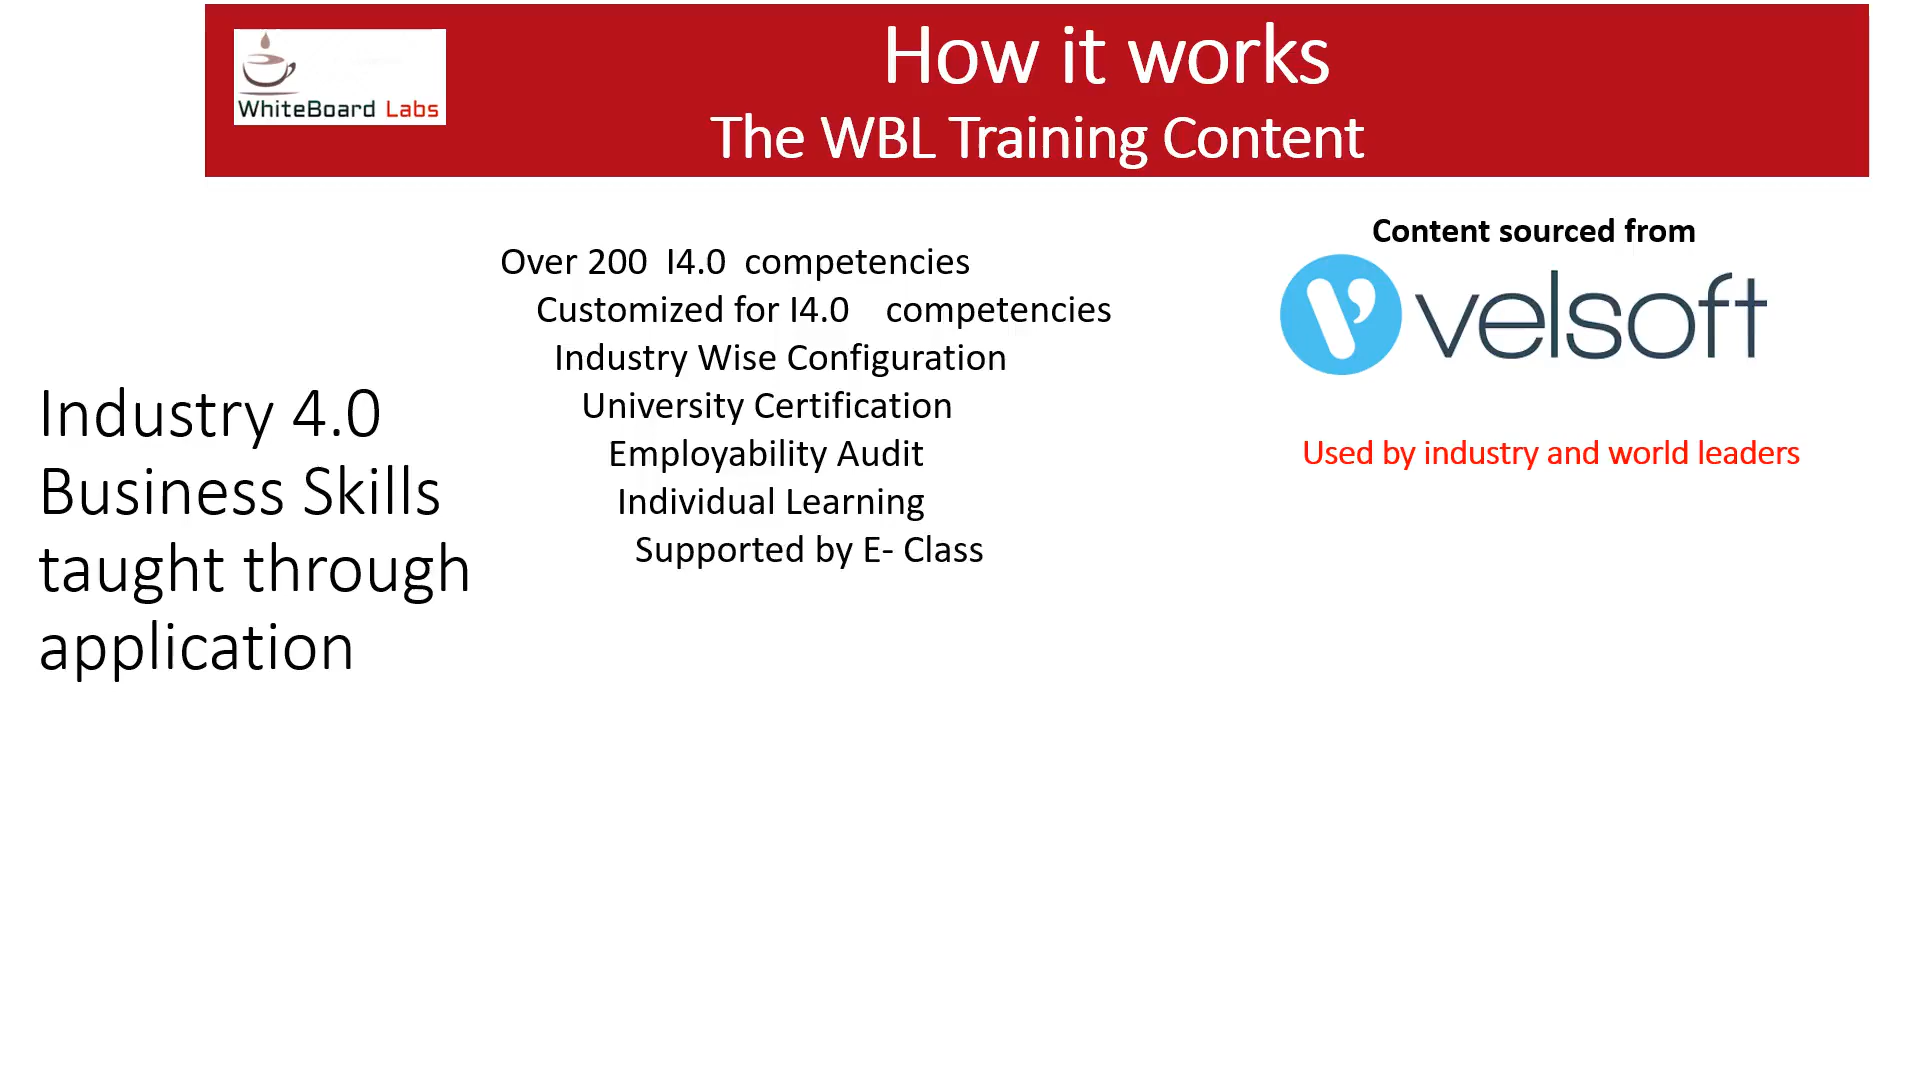 WhiteBoard Labs
How it works
The WBL Training Content
Industry 4.0
Business Skills
taught through
application
Over 200 I4.0 competencies
Customized for I4.0 competencies
Industry Wise Configuration
University Certification
Employability Audit
Individual Learning
Supported by E- Class
Content sourced from
velsoft
Used by industry and world leaders